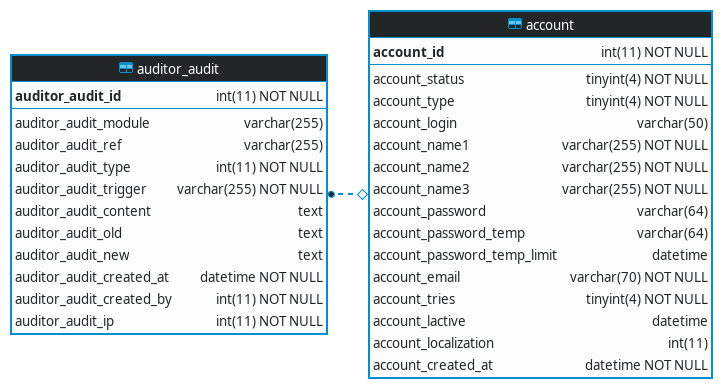 auditor_audit
auditor_audit_id int(11) NOT NULL
auditor_audit_module varchar(255)
auditor_audit_ref varchar(255)
auditor_audit_type int(11) NOT NULL
auditor_audit_trigger varchar(255) NOT NULL
auditor_audit_content text
auditor_audit_old text
auditor_audit_new text
auditor_audit_created_at datetime NOT NULL
auditor_audit_created_by int(11) NOT NULL
auditor_audit_ip int(11) NOT NULL
account
account_id int(11) NOT NULL
account_status tinyint(4) NOT NULL
account_type tinyint(4) NOT NULL
account_login varchar(50)
account_name1 varchar(255) NOT NULL
account_name2 varchar(255) NOT NULL
account_name3 varchar(255) NOT NULL
account_password varchar(64)
account_password_temp varchar(64)
account_password_temp_limit datetime
account_email varchar(70) NOT NULL
account_tries tinyint(4) NOT NULL
account_lactive datetime
account_localization int(11)
account_created_at datetime NOT NULL